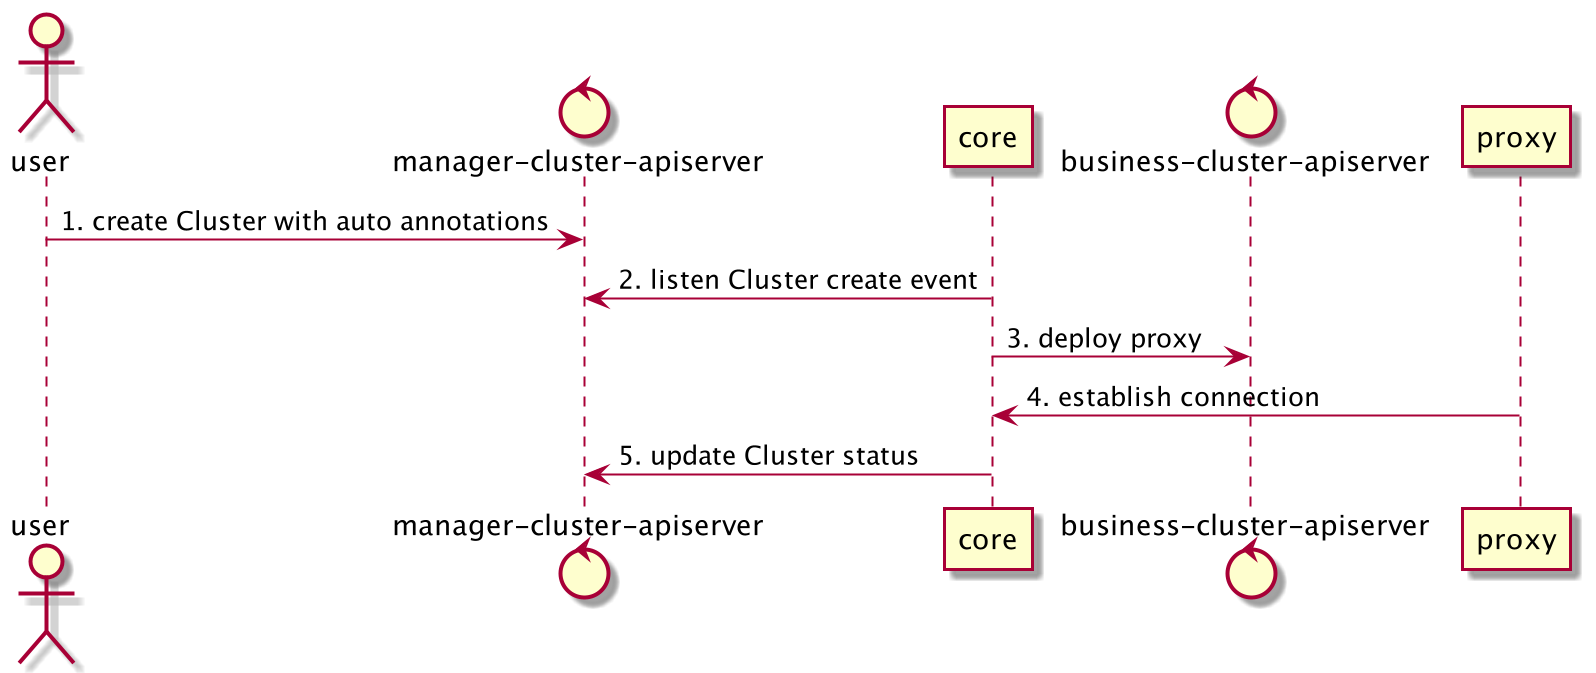 user
manager-cluster-apiserver
core
business-cluster-apiserver
proxy
1. create Cluster with auto annotations
2. listen Cluster create event
3. deploy proxy
4. establish connection
5. update Cluster status
user
manager-cluster-apiserver
core
business-cluster-apiserver
proxy